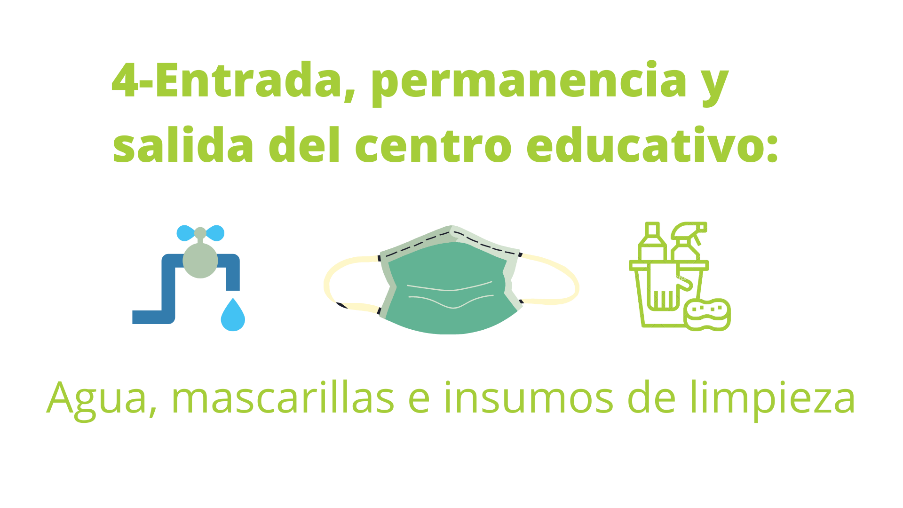 4-Entrada, permanencia y
salida del centro educativo:
Agua, mascarillas e insumos de limpieza